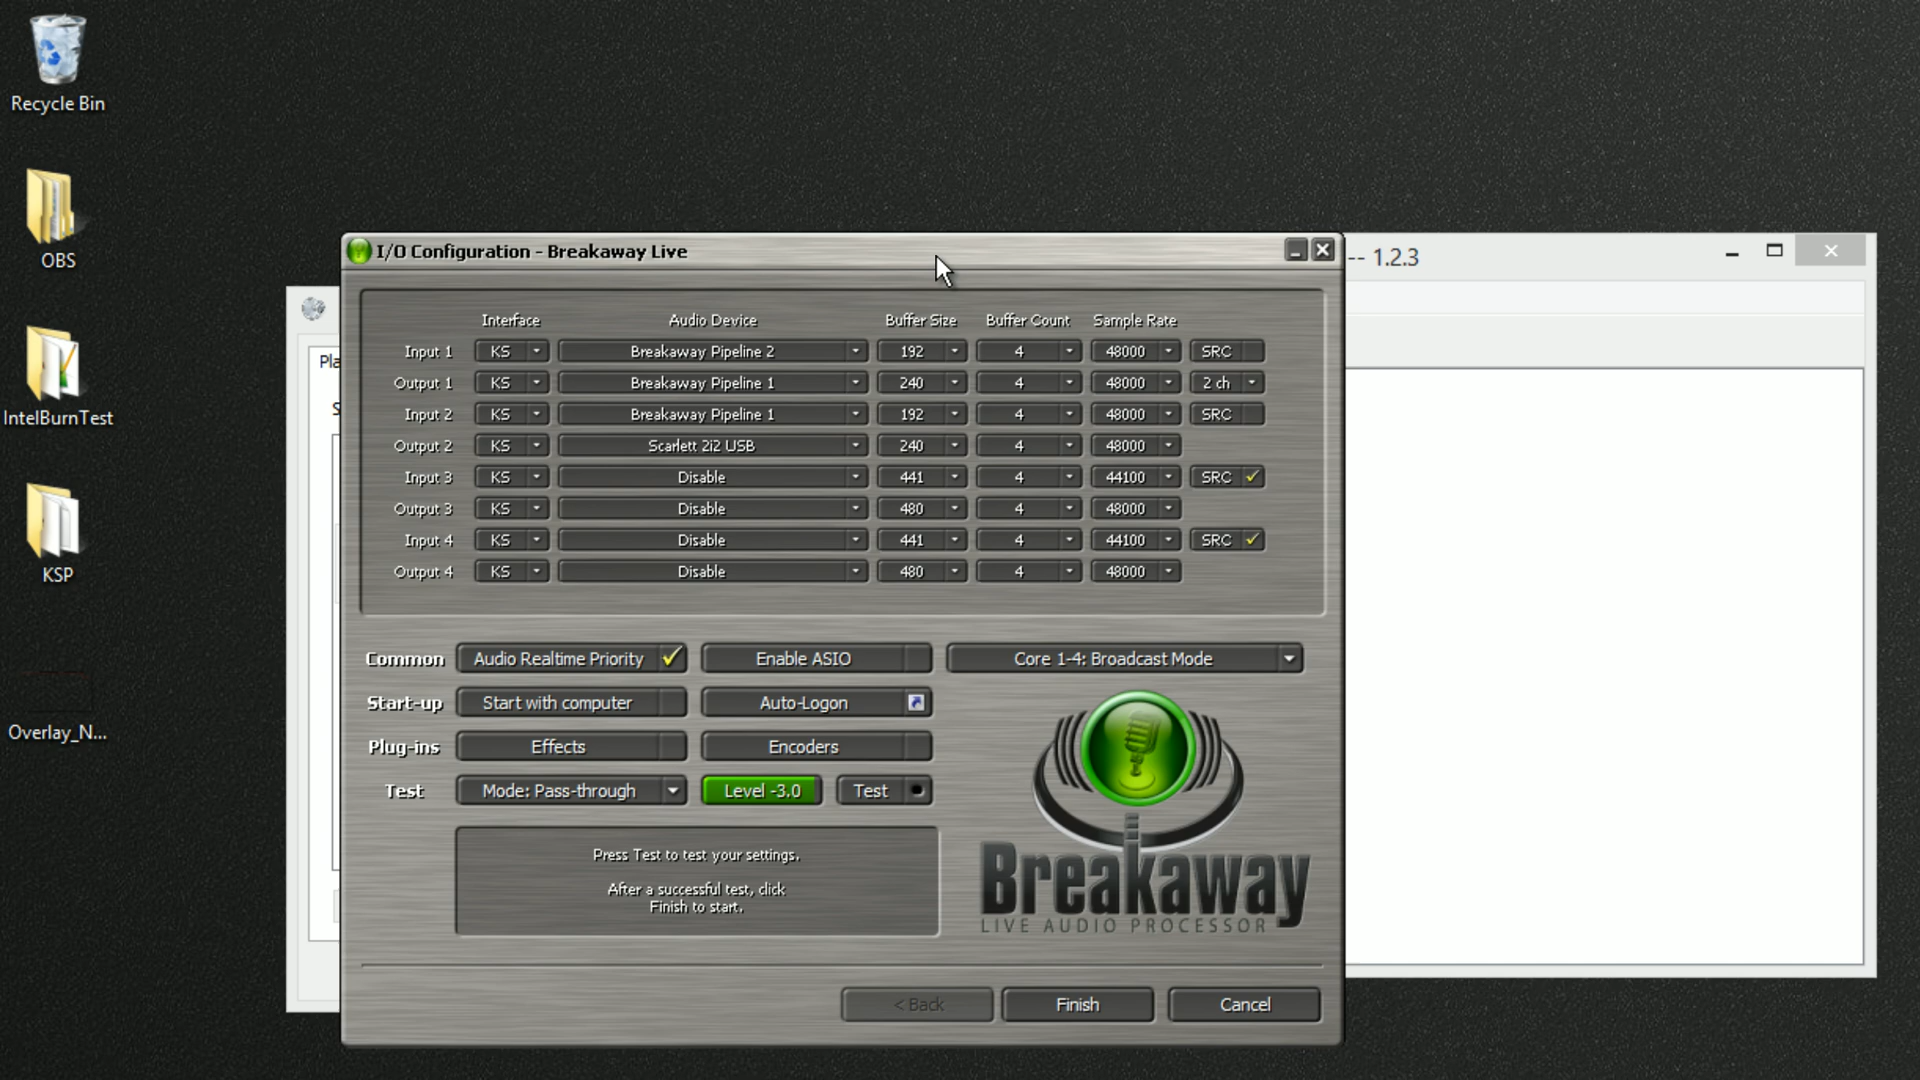 Recycle Bin
OBS
IntelBurnTest
KSP
Overlay_N...
I/O Configuration - Breakaway Live
-- 1.2.3
Interface Audio Device Buffer Size Buffer Count Sample Rate
Input 1 KS Breakaway Pipeline 2 192 4 48000 SRC
Output 1 KS Breakaway Pipeline 1 240 4 48000 2 ch
Input 2 KS Breakaway Pipeline 1 192 4 48000 SRC
Output 2 KS Scarlett 2i2 USB 240 4 48000
Input 3 KS Disable 441 4 44100 SRC
Output 3 KS Disable 480 4 48000
Input 4 KS Disable 441 4 44100 SRC
Output 4 KS Disable 480 4 48000
Common Audio Realtime Priority Enable ASIO Core 1-4: Broadcast Mode
Start-up Start with computer Auto-Logon
Plug-ins Effects Encoders
Test Mode: Pass-through Level -3.0 Test
Press Test to test your settings.
After a successful test, click
Finish to start.
Breakaway
LIVE AUDIO PROCESSOR
< Back Finish Cancel